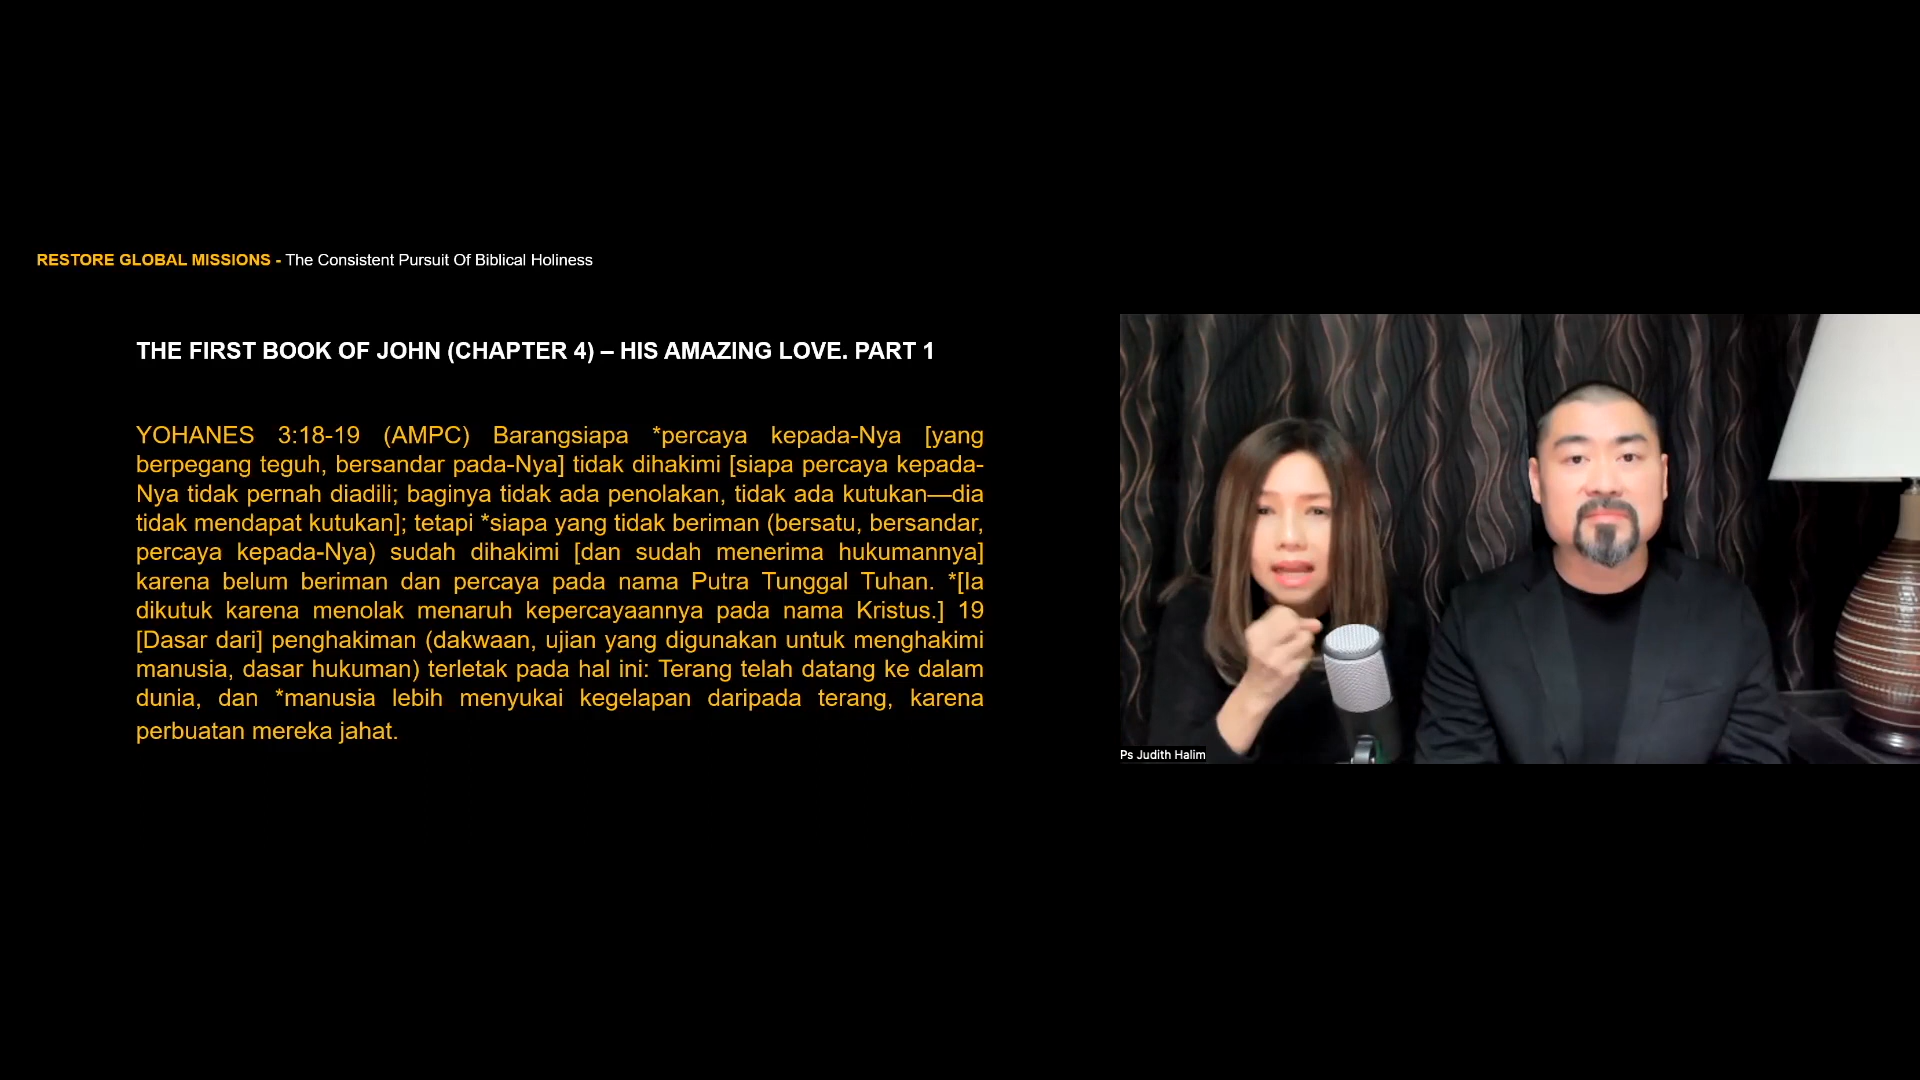 RESTORE GLOBAL MISSIONS - The Consistent Pursuit Of Biblical Holiness
THE FIRST BOOK OF JOHN (CHAPTER 4) – HIS AMAZING LOVE. PART 1
YOHANES 3:18-19 (AMPC) Barangsiapa *percaya kepada-Nya [yang
berpegang teguh, bersandar pada-Nya] tidak dihakimi [siapa percaya kepada-
Nya tidak pernah diadili; baginya tidak ada penolakan, tidak ada kutukan—dia
tidak mendapat kutukan]; tetapi *siapa yang tidak beriman (bersatu, bersandar,
percaya kepada-Nya) sudah dihakimi [dan sudah menerima hukumannya]
karena belum beriman dan percaya pada nama Putra Tunggal Tuhan. *[Ia
dikutuk karena menolak menaruh kepercayaannya pada nama Kristus.] 19
[Dasar dari] penghakiman (dakwaan, ujian yang digunakan untuk menghakimi
manusia, dasar hukuman) terletak pada hal ini: Terang telah datang ke dalam
dunia, dan *manusia lebih menyukai kegelapan daripada terang, karena
perbuatan mereka jahat.
Ps Judith Halim